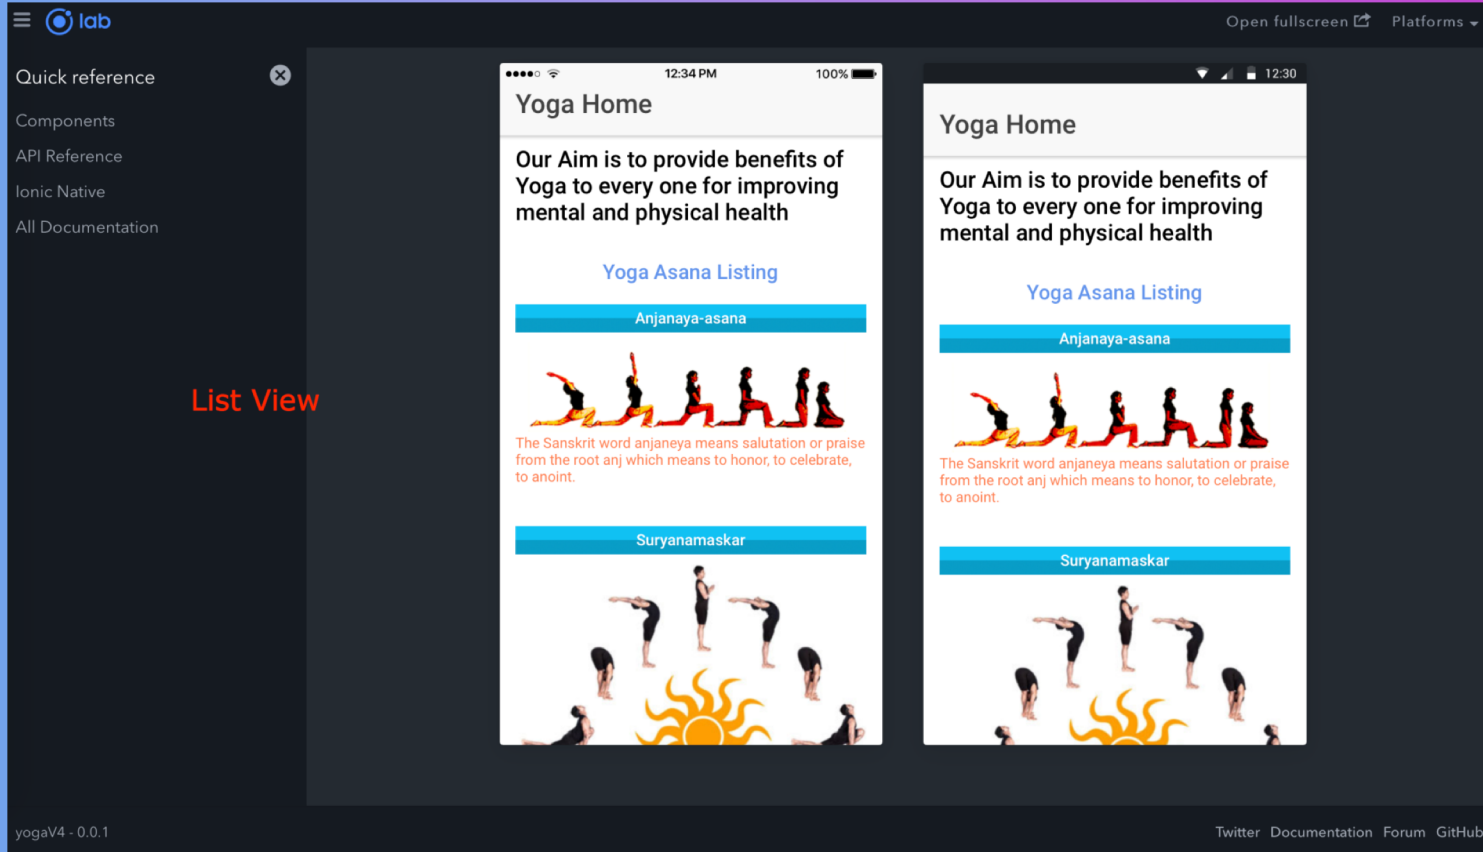 lab
Open fullscreen Platforms
Quick reference
Components
API Reference
Ionic Native
All Documentation
List View
12:34 PM 100%
Yoga Home
Our Aim is to provide benefits of
Yoga to every one for improving
mental and physical health
Yoga Asana Listing
Anjanaya-asana
The Sanskrit word anjaneya means salutation or praise
from the root anj which means to honor, to celebrate,
to anoint.
Suryanamaskar
12:30
Yoga Home
Our Aim is to provide benefits of
Yoga to every one for improving
mental and physical health
Yoga Asana Listing
Anjanaya-asana
The Sanskrit word anjaneya means salutation or praise
from the root anj which means to honor, to celebrate,
to anoint.
Suryanamaskar
yogaV4 - 0.0.1
Twitter Documentation Forum GitHub